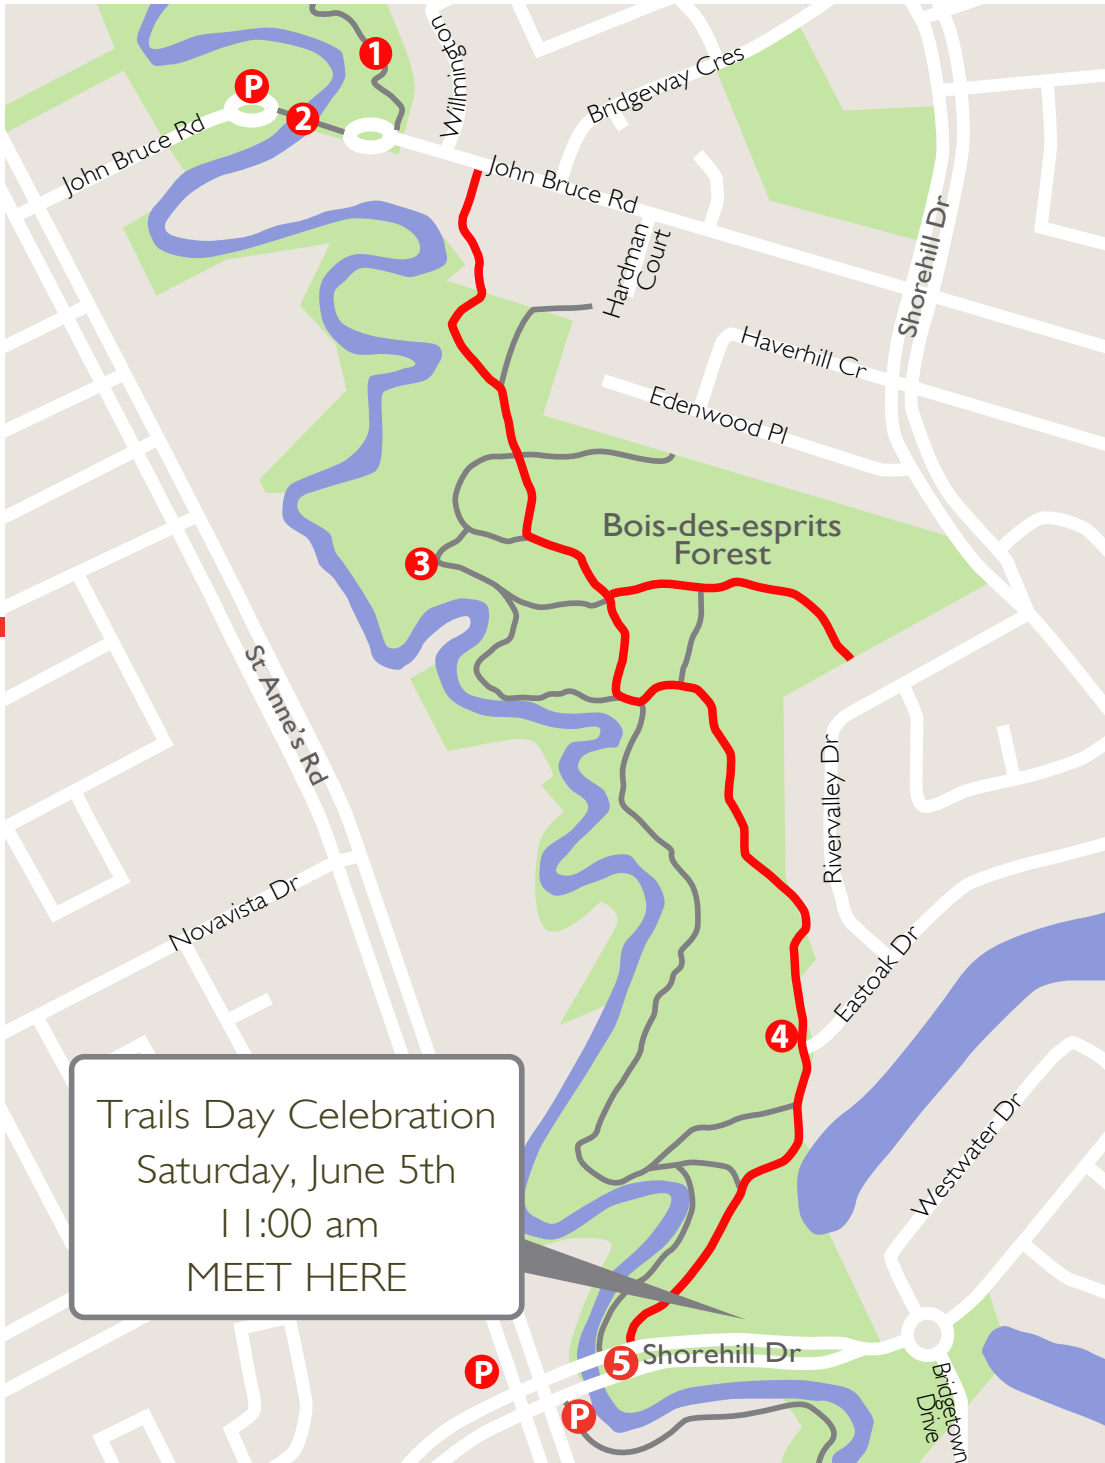 1
Willmington
Bridgeway Cres
P
2
John Bruce Rd
John Bruce Rd
Shorehill Dr
Hardman
Court
Haverhill Cr
Edenwood Pl
Bois-des-esprits
Forest
3
St Anne's Rd
Rivervalley Dr
Novavista Dr
Eastoak Dr
4
Trails Day Celebration
Saturday, June 5th
11:00 am
MEET HERE
Westwater Dr
5
Shorehill Dr
P
P
Bridgetown
Drive